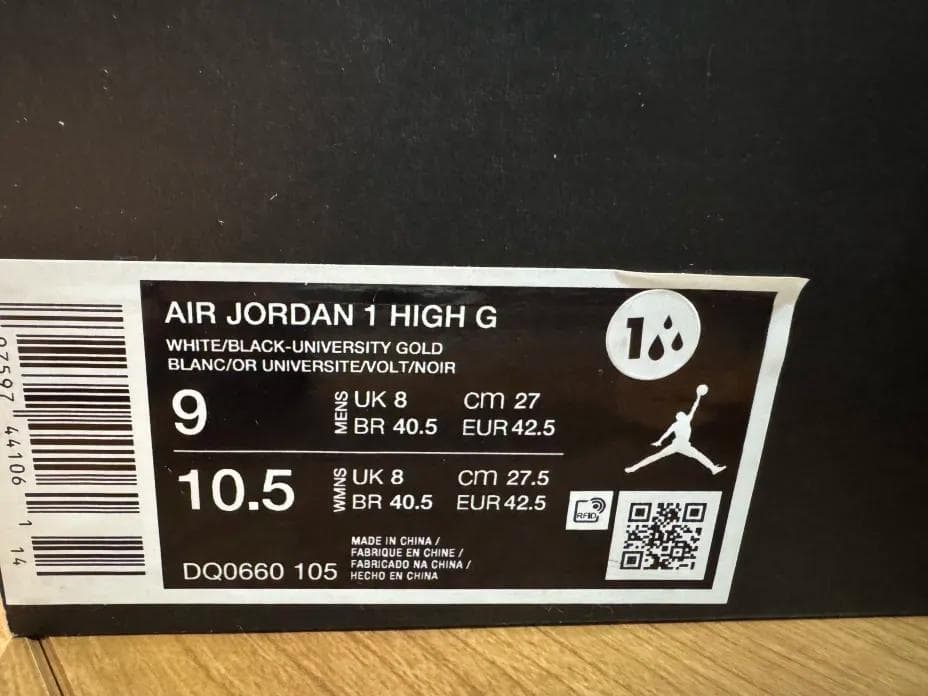 AIR JORDAN 1 HIGH G
WHITE/BLACK-UNIVERSITY GOLD
BLANC/OR UNIVERSITE/VOLT/NOIR
9
MENS
UK 8 cm 27
BR 40.5 EUR 42.5
10.5
WMNS
UK 8 cm 27.5
BR 40.5 EUR 42.5
DQ0660 105
MADE IN CHINA /
FABRIQUE EN CHINE /
FABRICADO NA CHINA /
HECHO EN CHINA
RFID
1
97597 44106 1 14